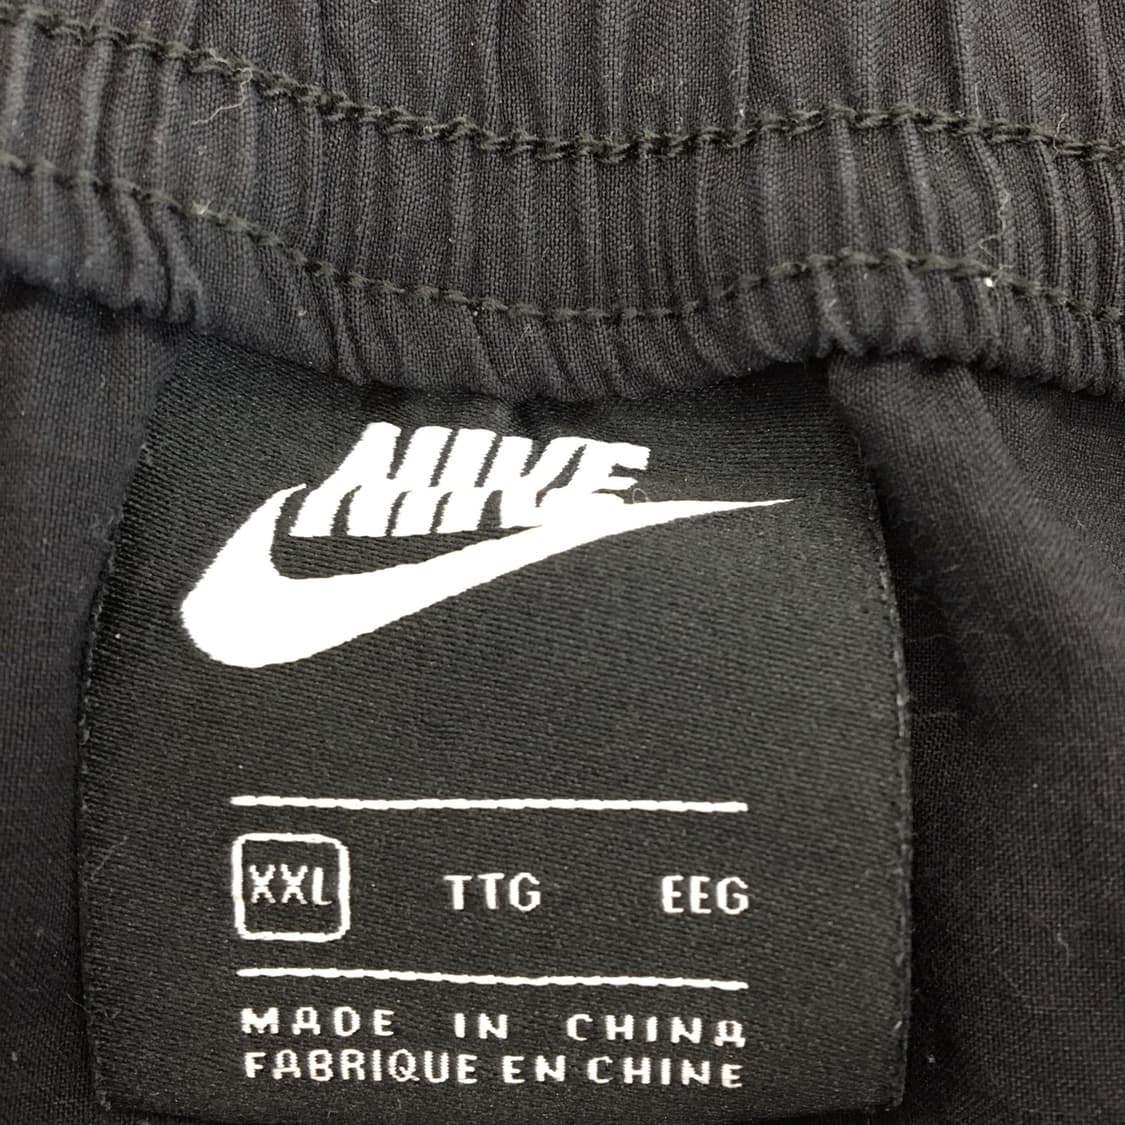 NIKE
XXL TTG EEG
MADE IN CHINA
FABRIQUE EN CHINE